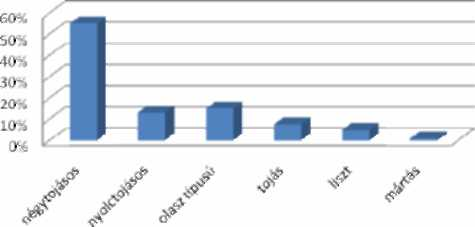 60%
50%
40%
30%
20%
10%
0%
négytojásos
nyolctojásos
olasz típusú
tojás
liszt
mártás